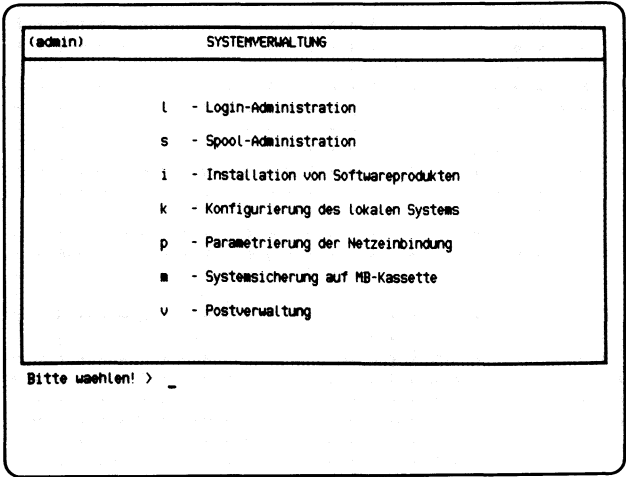 (admin) SYSTEMVERWALTUNG
l - Login-Administration
s - Spool-Administration
i - Installation von Softwareprodukten
k - Konfigurierung des lokalen Systems
p - Parametrierung der Netzeinbindung
m - Systemsicherung auf MB-Kassette
v - Postverwaltung
Bitte waehlen! > _